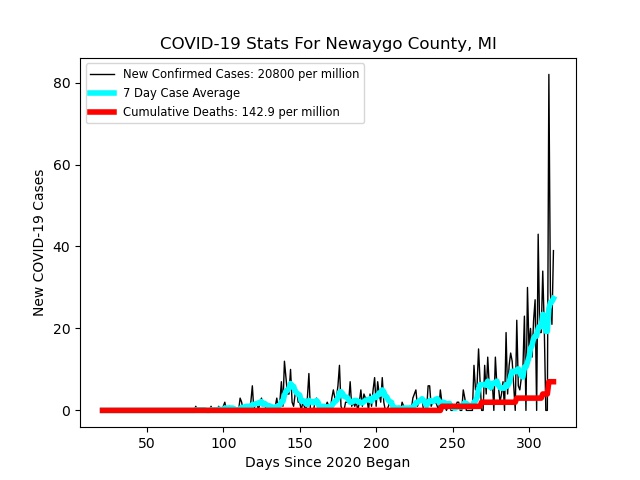 COVID-19 Stats For Newaygo County, MI
New Confirmed Cases: 20800 per million
7 Day Case Average
Cumulative Deaths: 142.9 per million
80
60
40
20
0
New COVID-19 Cases
50 100 150 200 250 300
Days Since 2020 Began